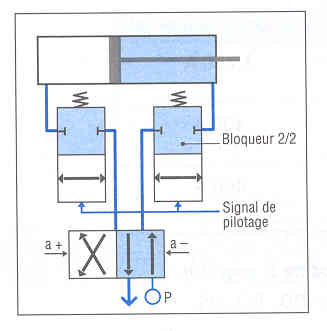 Bloqueur 2/2
Signal de
pilotage
a +
a –
P